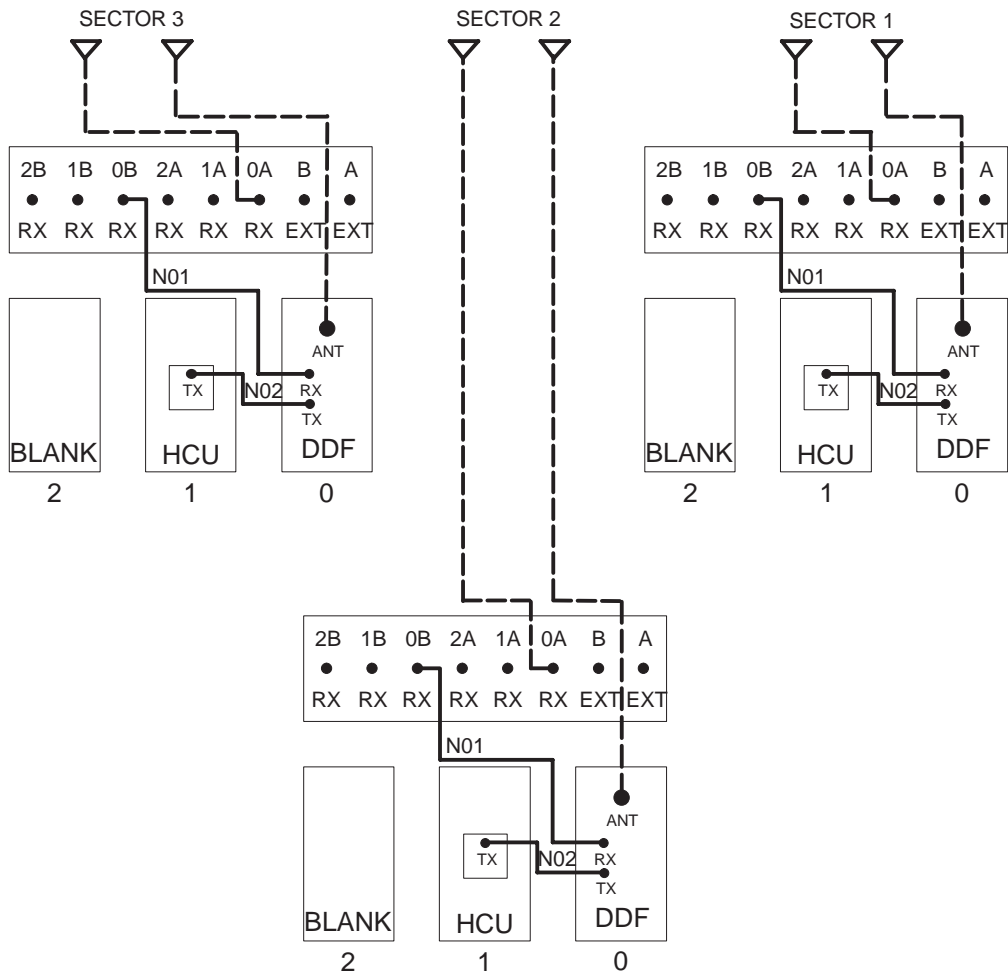 SECTOR 3 SECTOR 2 SECTOR 1
2B 1B 0B 2A 1A 0A B A
RX RX RX RX RX RX EXT EXT
N01
ANT
TX N02 RX
TX
BLANK HCU DDF
2 1 0
2B 1B 0B 2A 1A 0A B A
RX RX RX RX RX RX EXT EXT
N01
ANT
TX N02 RX
TX
BLANK HCU DDF
2 1 0
2B 1B 0B 2A 1A 0A B A
RX RX RX RX RX RX EXT EXT
N01
ANT
TX N02 RX
TX
BLANK HCU DDF
2 1 0